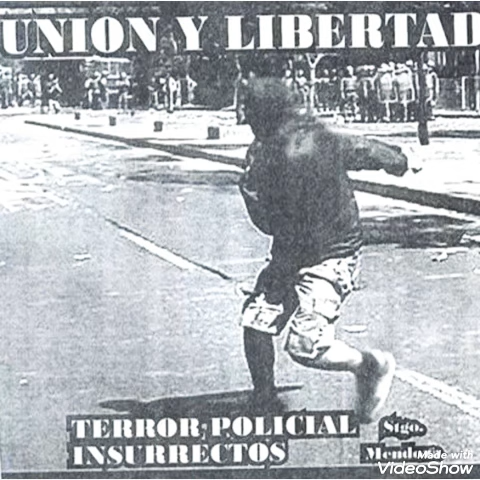 UNION Y LIBERTAD
TERROR POLICIAL
INSURRECTOS
Stgo.
Made with
VideoShow